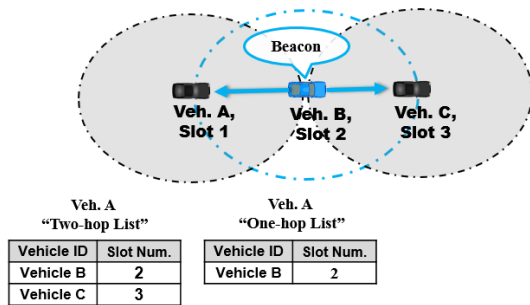 Beacon
Veh. A,
Slot 1
Veh. B,
Slot 2
Veh. C,
Slot 3
Veh. A
“Two-hop List”
Vehicle ID Slot Num.
Vehicle B 2
Vehicle C 3
Veh. A
“One-hop List”
Vehicle ID Slot Num.
Vehicle B 2